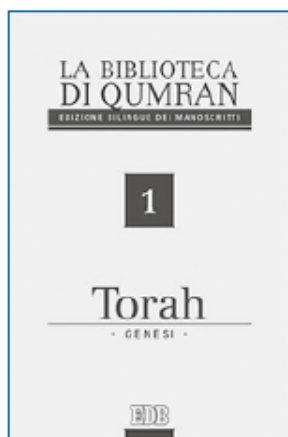 LA BIBLIOTECA
DI QUMRAN
EDIZIONE BILINGUE DEI MANOSCRITTI
1
Torah
- GENESI -
EDB